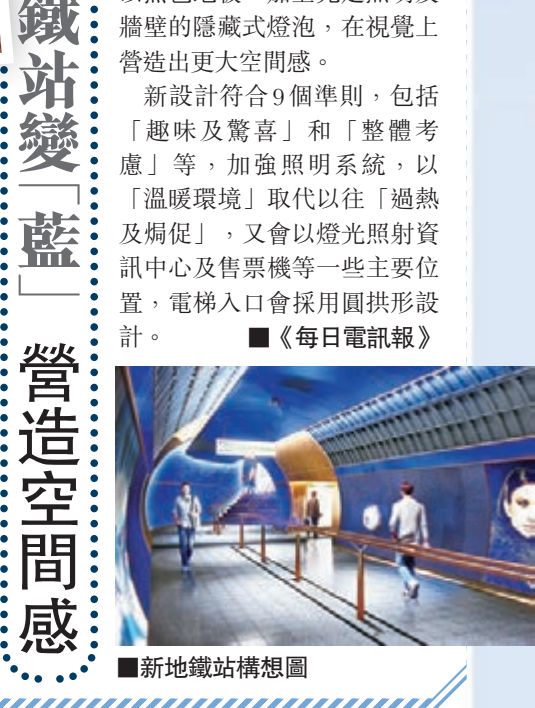 鐵站變「藍」 營造空間感
牆壁的隱藏式燈泡，在視覺上
營造出更大空間感。
新設計符合9個準則，包括
「趣味及驚喜」和「整體考
慮」等，加強照明系統，以
「溫暖環境」取代以往「過熱
及焗促」，又會以燈光照射資
訊中心及售票機等一些主要位
置，電梯入口會採用圓拱形設
計。 ■《每日電訊報》
■新地鐵站構想圖